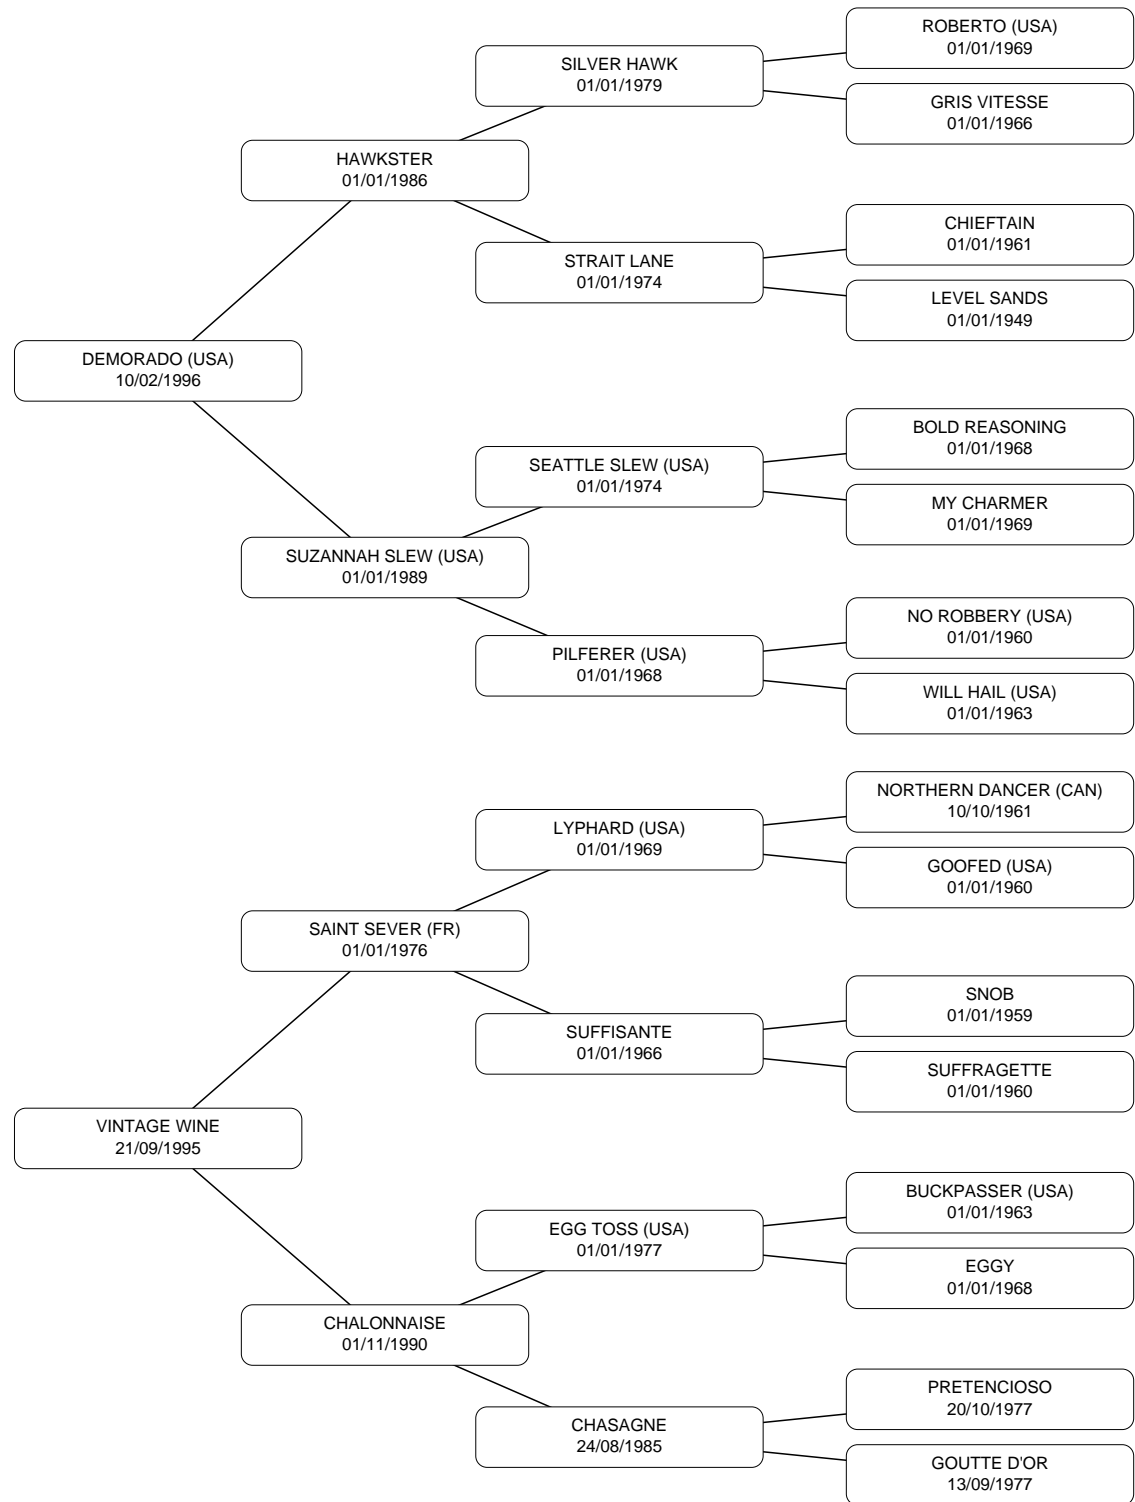 ROBERTO (USA)
01/01/1969
SILVER HAWK
01/01/1979
GRIS VITESSE
01/01/1966
HAWKSTER
01/01/1986
CHIEFTAIN
01/01/1961
STRAIT LANE
01/01/1974
LEVEL SANDS
01/01/1949
DEMORADO (USA)
10/02/1996
BOLD REASONING
01/01/1968
SEATTLE SLEW (USA)
01/01/1974
MY CHARMER
01/01/1969
SUZANNAH SLEW (USA)
01/01/1989
NO ROBBERY (USA)
01/01/1960
PILFERER (USA)
01/01/1968
WILL HAIL (USA)
01/01/1963
NORTHERN DANCER (CAN)
10/10/1961
LYPHARD (USA)
01/01/1969
GOOFED (USA)
01/01/1960
SAINT SEVER (FR)
01/01/1976
SNOB
01/01/1959
SUFFISANTE
01/01/1966
SUFFRAGETTE
01/01/1960
VINTAGE WINE
21/09/1995
BUCKPASSER (USA)
01/01/1963
EGG TOSS (USA)
01/01/1977
EGGY
01/01/1968
CHALONNAISE
01/11/1990
PRETENCIOSO
20/10/1977
CHASAGNE
24/08/1985
GOUTTE D'OR
13/09/1977